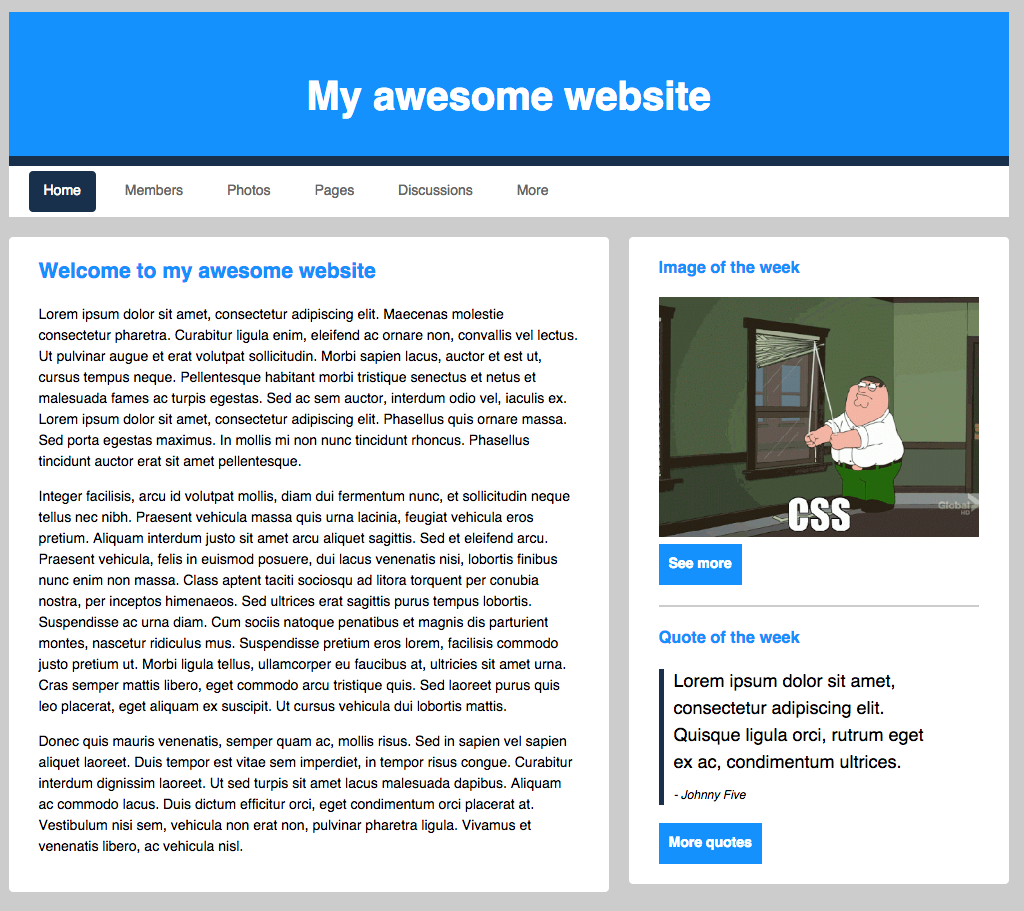 My awesome website
Home Members Photos Pages Discussions More
Welcome to my awesome website
Lorem ipsum dolor sit amet, consectetur adipiscing elit. Maecenas molestie
consectetur pharetra. Curabitur ligula enim, eleifend ac ornare non, convallis vel lectus.
Ut pulvinar augue et erat volutpat sollicitudin. Morbi sapien lacus, auctor et est ut,
cursus tempus neque. Pellentesque habitant morbi tristique senectus et netus et
malesuada fames ac turpis egestas. Sed ac sem auctor, interdum odio vel, iaculis ex.
Lorem ipsum dolor sit amet, consectetur adipiscing elit. Phasellus quis ornare massa.
Sed porta egestas maximus. In mollis mi non nunc tincidunt rhoncus. Phasellus
tincidunt auctor erat sit amet pellentesque.
Integer facilisis, arcu id volutpat mollis, diam dui fermentum nunc, et sollicitudin neque
tellus nec nibh. Praesent vehicula massa quis urna lacinia, feugiat vehicula eros
pretium. Aliquam interdum justo sit amet arcu aliquet sagittis. Sed et eleifend arcu.
Praesent vehicula, felis in euismod posuere, dui lacus venenatis nisi, lobortis finibus
nunc enim non massa. Class aptent taciti sociosqu ad litora torquent per conubia
nostra, per inceptos himenaeos. Sed ultrices erat sagittis purus tempus lobortis.
Suspendisse ac urna diam. Cum sociis natoque penatibus et magnis dis parturient
montes, nascetur ridiculus mus. Suspendisse pretium eros lorem, facilisis commodo
justo pretium ut. Morbi ligula tellus, ullamcorper eu faucibus at, ultricies sit amet urna.
Cras semper mattis libero, eget commodo arcu tristique quis. Sed laoreet purus quis
leo placerat, eget aliquam ex suscipit. Ut cursus vehicula dui lobortis mattis.
Donec quis mauris venenatis, semper quam ac, mollis risus. Sed in sapien vel sapien
aliquet laoreet. Duis tempor est vitae sem imperdiet, in tempor risus congue. Curabitur
interdum dignissim laoreet. Ut sed turpis sit amet lacus malesuada dapibus. Aliquam
ac commodo lacus. Duis dictum efficitur orci, eget condimentum orci placerat at.
Vestibulum nisi sem, vehicula non erat non, pulvinar pharetra ligula. Vivamus et
venenatis libero, ac vehicula nisl.
Image of the week
CSS
Global
HD
See more
Quote of the week
Lorem ipsum dolor sit amet,
consectetur adipiscing elit.
Quisque ligula orci, rutrum eget
ex ac, condimentum ultrices.
- Johnny Five
More quotes